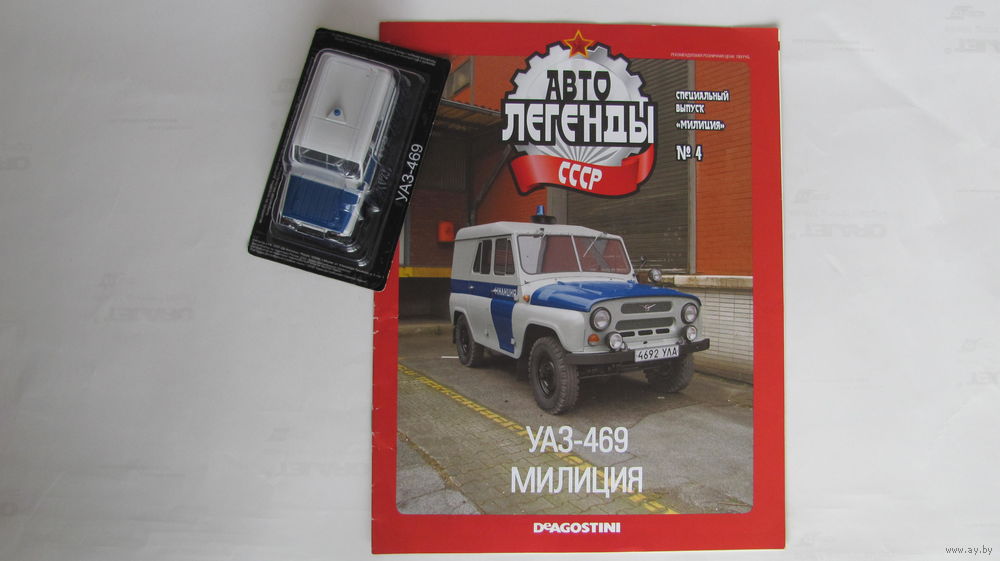 АВТО
ЛЕГЕНДЫ
СССР
СПЕЦИАЛЬНЫЙ
ВЫПУСК
«МИЛИЦИЯ»
№ 4
УАЗ-469
МИЛИЦИЯ
4692 УЛА
УАЗ-469
МИЛИЦИЯ
DeAGOSTINI
www.ay.by